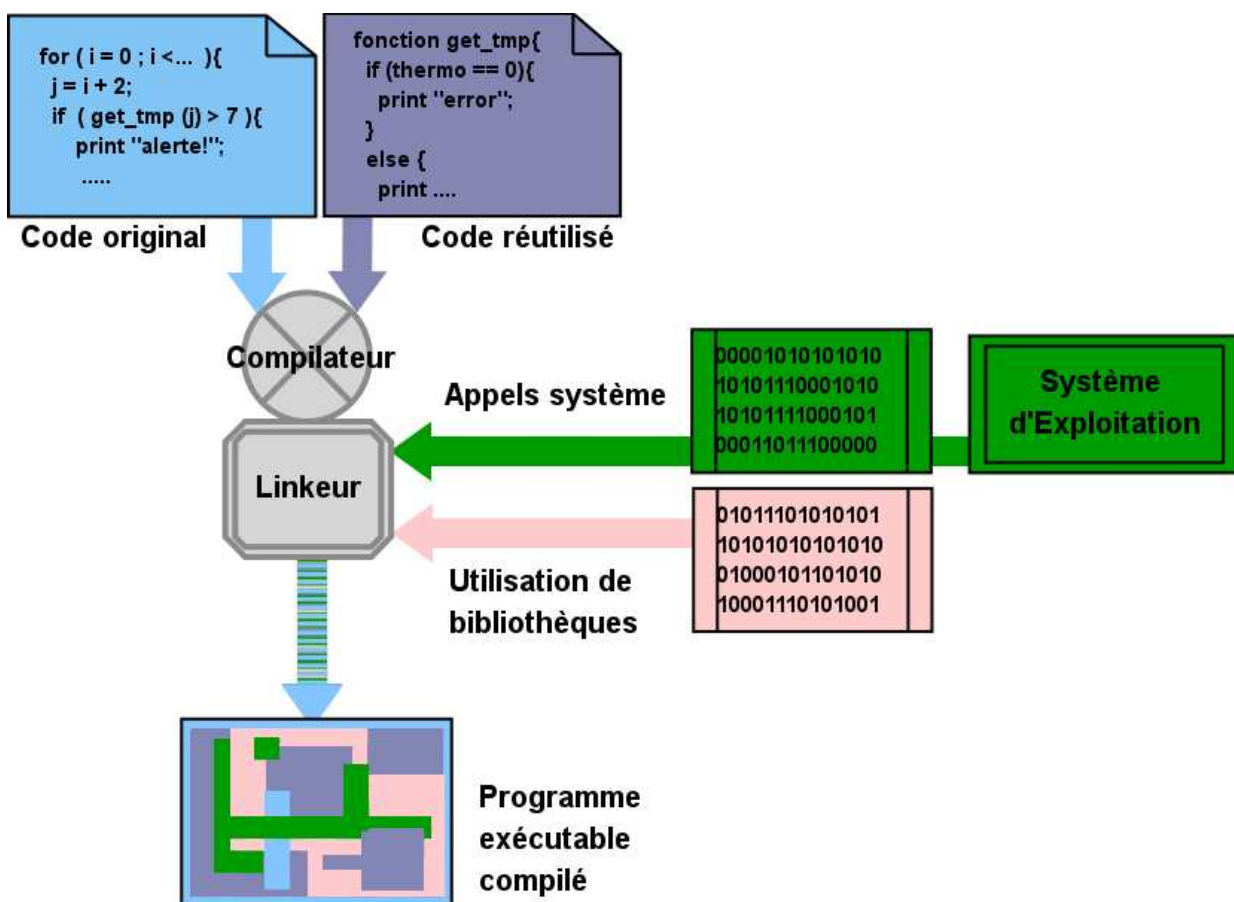 for ( i = 0 ; i <... ){
j = i + 2;
if ( get_tmp (j) > 7 ){
print "alerte!";
.....
fonction get_tmp{
if (thermo == 0){
print "error";
}
else {
print ....
Code original
Code réutilisé
Compilateur
Linkeur
Appels système
00001010101010
10101110001010
10101111000101
00011011100000
Système
d'Exploitation
Utilisation de
bibliothèques
01011101010101
10101010101010
01000101101010
10001110101001
Programme
exécutable
compilé